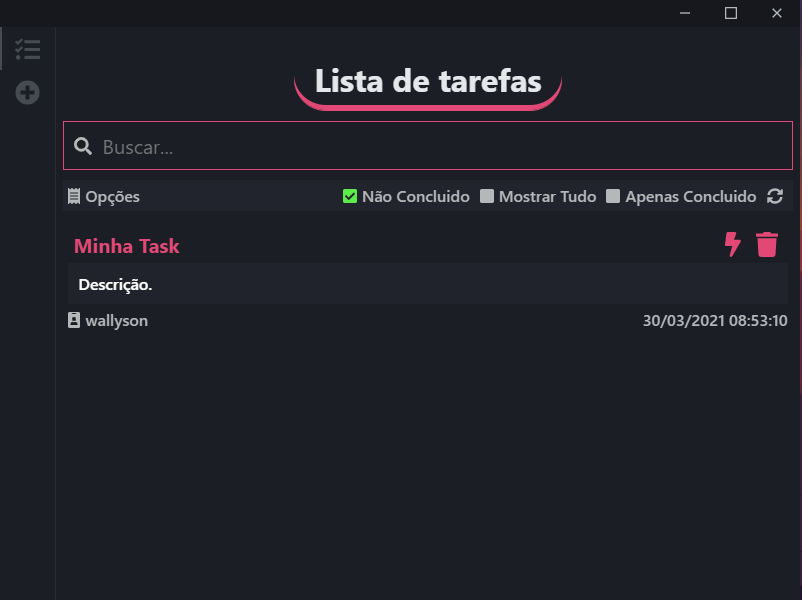 Lista de tarefas
Buscar...
Opções Não Concluido Mostrar Tudo Apenas Concluido
Minha Task
Descrição.
wallyson 30/03/2021 08:53:10